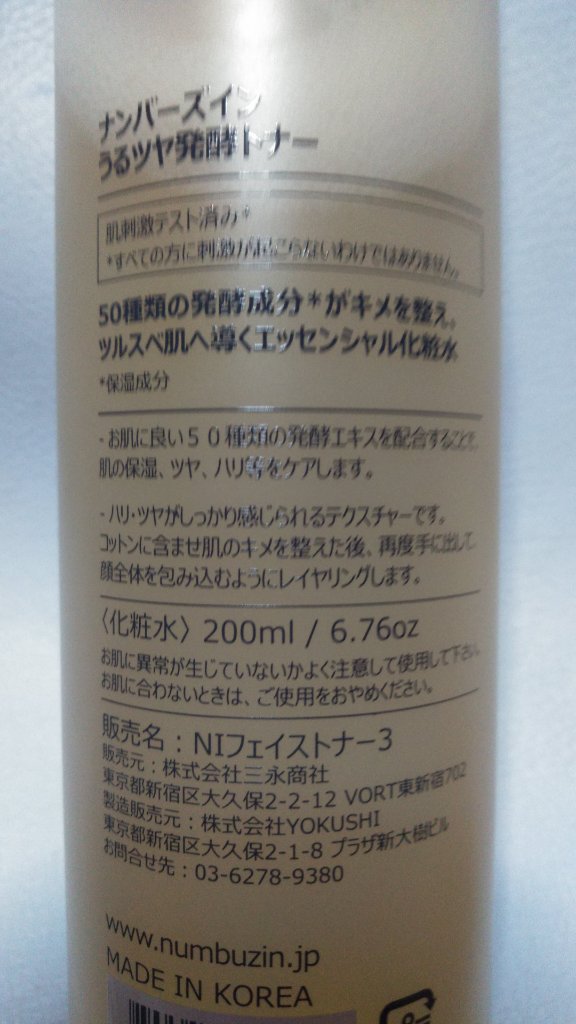 ナンバーズイン
うるツヤ発酵トナー
肌刺激テスト済み*
*すべての方に刺激が起こらないわけではありません。
50種類の発酵成分*がキメを整え、
ツルスベ肌へ導くエッセンシャル化粧水
*保湿成分
- お肌に良い５０種類の発酵エキスを配合することで、
肌の保湿、ツヤ、ハリ等をケアします。
- ハリ・ツヤがしっかり感じられるテクスチャーです。
コットンに含ませ肌のキメを整えた後、再度手に出して
顔全体を包み込むようにレイヤリングします。
〈化粧水〉 200ml / 6.76oz
お肌に異常が生じていないかよく注意して使用して下さい。
お肌に合わないときは、ご使用をおやめください。
販売名：NIフェイストナー3
販売元：株式会社三永商社
東京都新宿区大久保2-2-12 VORT東新宿702
製造販売元：株式会社YOKUSHI
東京都新宿区大久保2-1-8 プラザ新大樹ビル
お問合せ先：03-6278-9380
www.numbuzin.jp
MADE IN KOREA